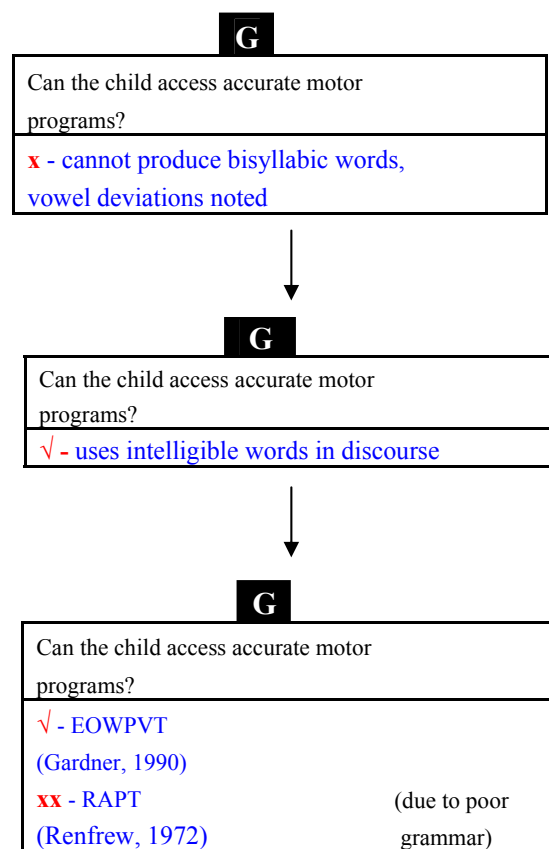 G
Can the child access accurate motor
programs?
x - cannot produce bisyllabic words,
vowel deviations noted
G
Can the child access accurate motor
programs?
√ - uses intelligible words in discourse
G
Can the child access accurate motor
programs?
√ - EOWPVT
(Gardner, 1990)
xx - RAPT (due to poor
(Renfrew, 1972) grammar)